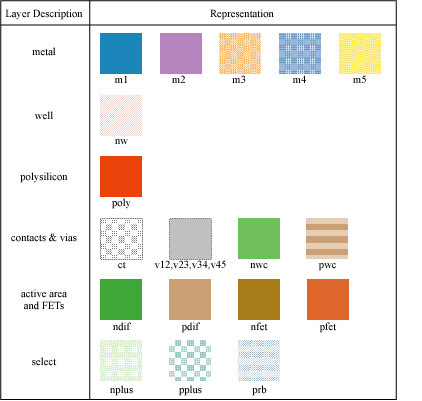 Layer Description Representation
metal
m1 m2 m3 m4 m5
well
nw
polysilicon
poly
contacts & vias
ct v12,v23,v34,v45 nwc pwc
active area
and FETs
ndif pdif nfet pfet
select
nplus pplus prb